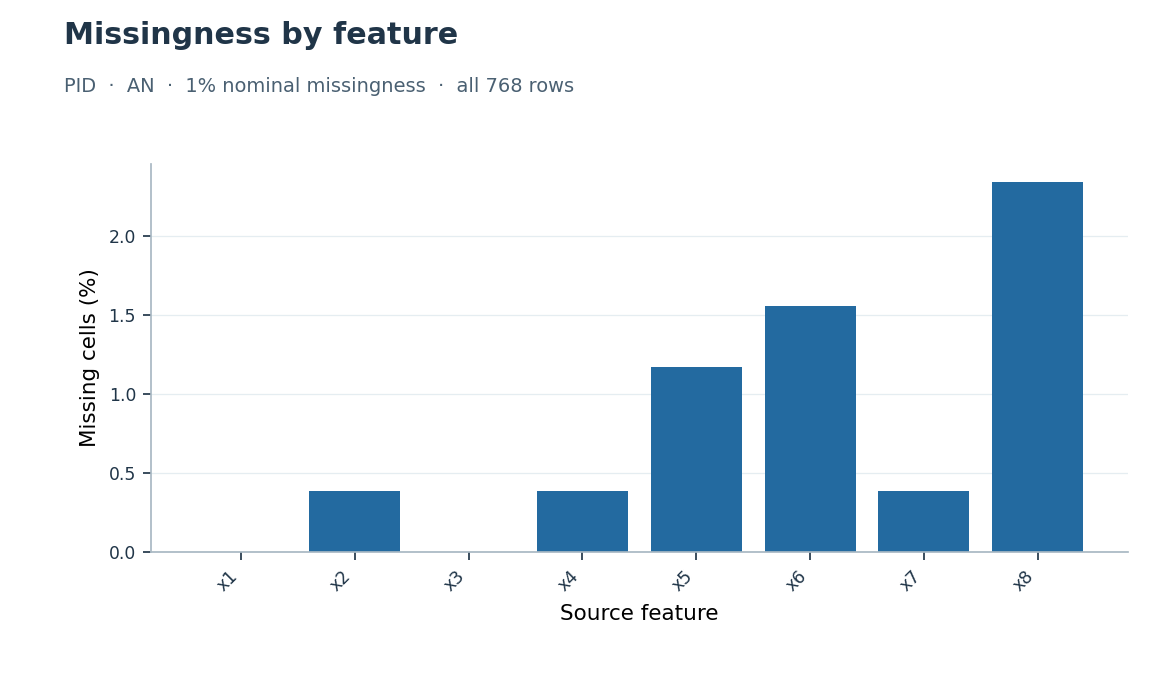 Missingness by feature
PID · AN · 1% nominal missingness · all 768 rows
Missing cells (%)
2.0
1.5
1.0
0.5
0.0
x1 x2 x3 x4 x5 x6 x7 x8
Source feature